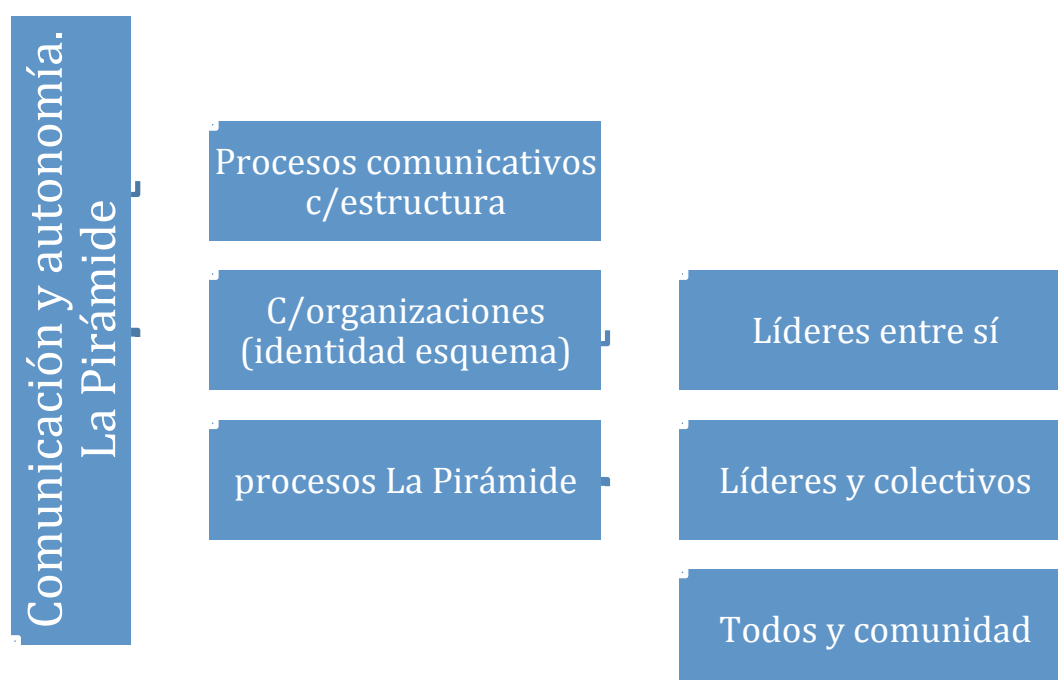 Comunicación y autonomía.
La Pirámide
Procesos comunicativos
c/estructura
C/organizaciones
(identidad esquema)
procesos La Pirámide
Líderes entre sí
Líderes y colectivos
Todos y comunidad